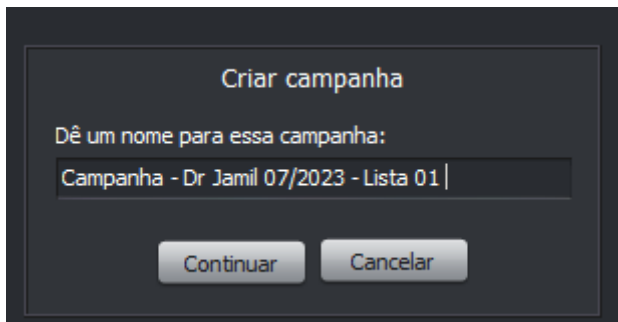 Criar campanha
Dê um nome para essa campanha:
Campanha - Dr Jamil 07/2023 - Lista 01
Continuar Cancelar